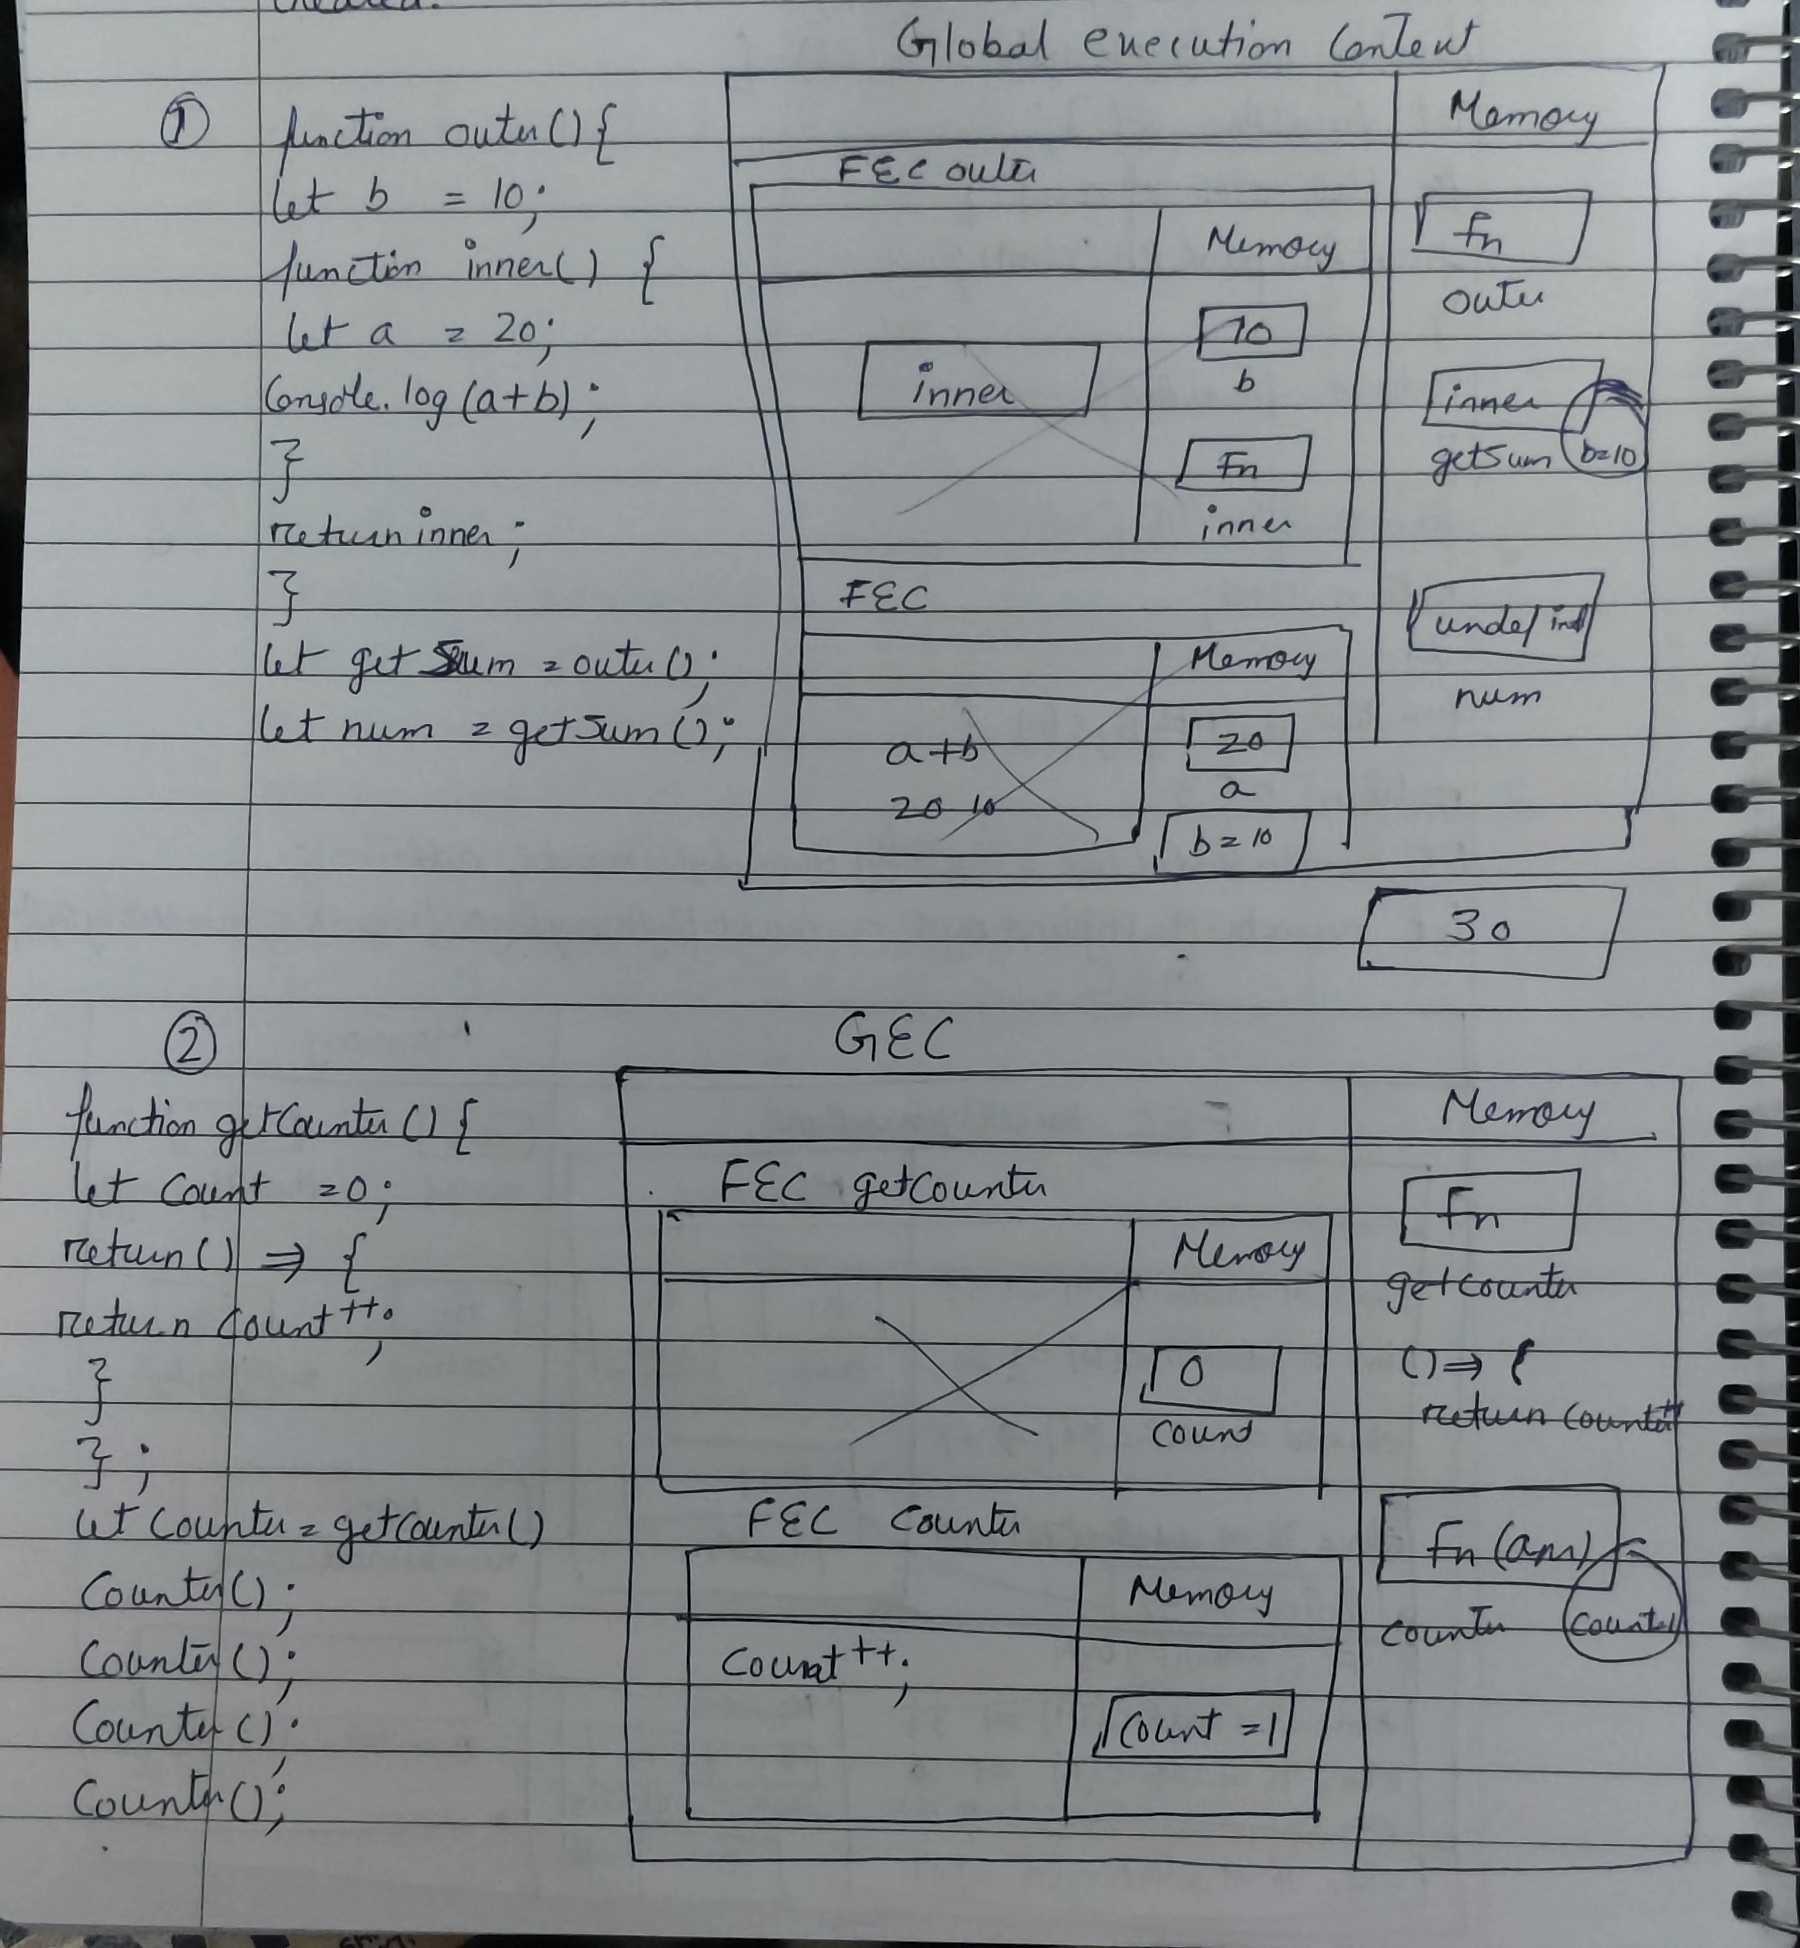 Global execution Context
①
function outer() {
let b = 10;
function inner() {
let a = 20;
Console.log(a+b);
}
return inner;
}
let getSum = outer();
let num = getSum();
Memory
FEC outer
Memory
inner
10
b
Fn
inner
Fn
outer
inner
getSum b=10
undefined
num
FEC
Memory
a+b
20 10
20
a
b=10
30
②
function getCounter() {
let Count = 0;
return() => {
return Count++;
}
};
let Counter = getCounter()
Counter();
Counter();
Counter();
Counter();
GEC
Memory
FEC getCounter
Memory
0
Count
Fn
getCounter
() => {
return Count++
FEC Counter
Memory
Count++;
Count = 1
Fn (an)
Counter